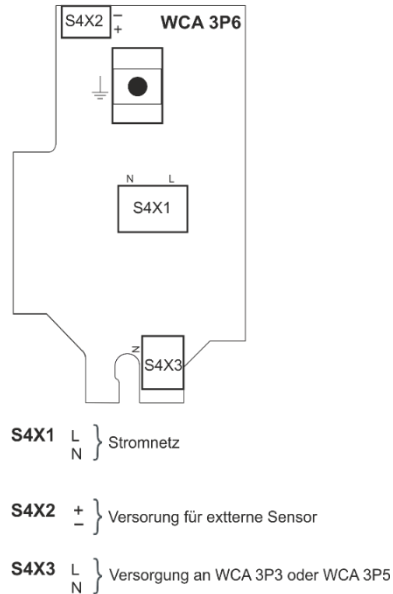 S4X2 − WCA 3P6
+
N L
S4X1
N
S4X3
S4X1 L
N } Stromnetz
S4X2 +
− } Versorung für extterne Sensor
S4X3 L
N } Versorgung an WCA 3P3 oder WCA 3P5